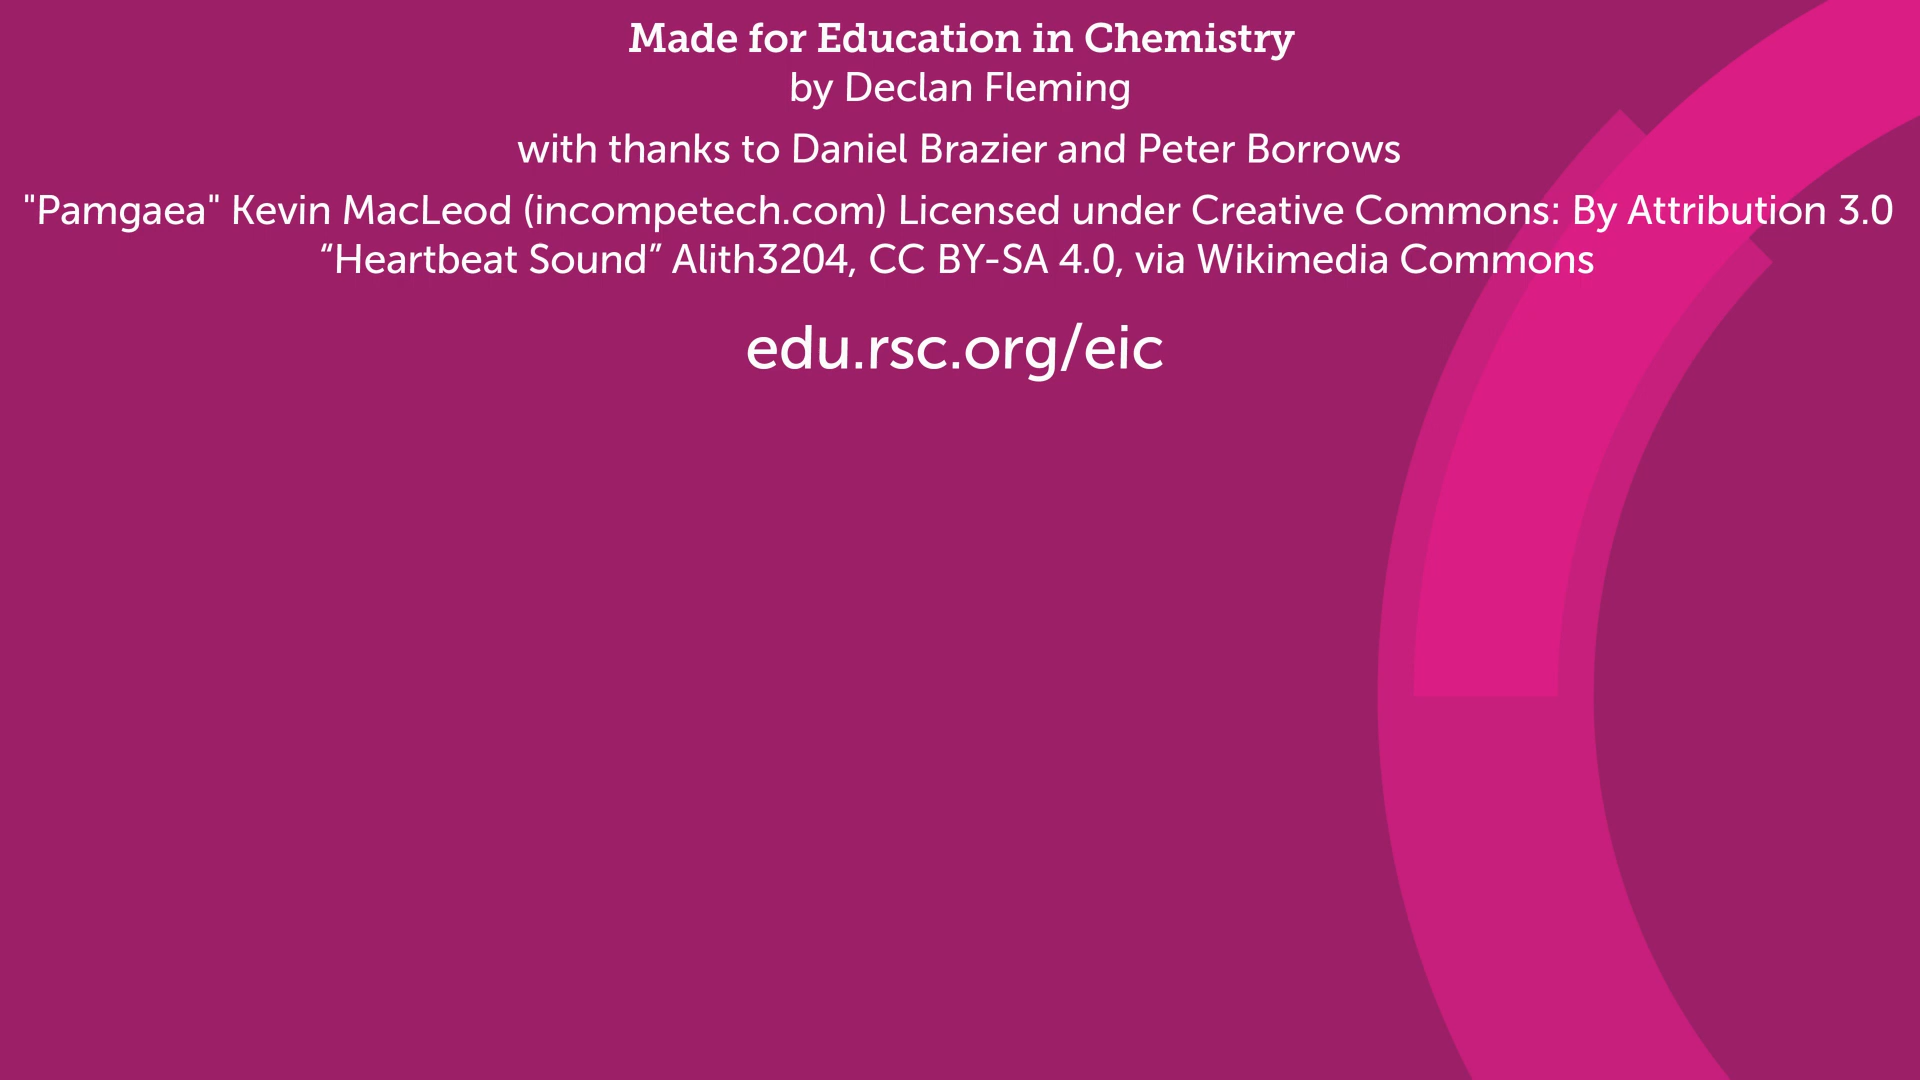 Made for Education in Chemistry
by Declan Fleming
with thanks to Daniel Brazier and Peter Borrows
"Pamgaea" Kevin MacLeod (incompetech.com) Licensed under Creative Commons: By Attribution 3.0
“Heartbeat Sound” Alith3204, CC BY-SA 4.0, via Wikimedia Commons
edu.rsc.org/eic